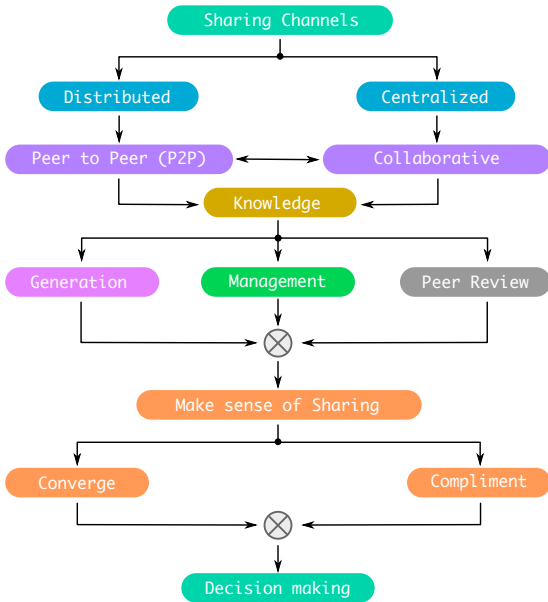 Sharing Channels
Distributed
Centralized
Peer to Peer (P2P)
Collaborative
Knowledge
Generation
Management
Peer Review
Make sense of Sharing
Converge
Compliment
Decision making